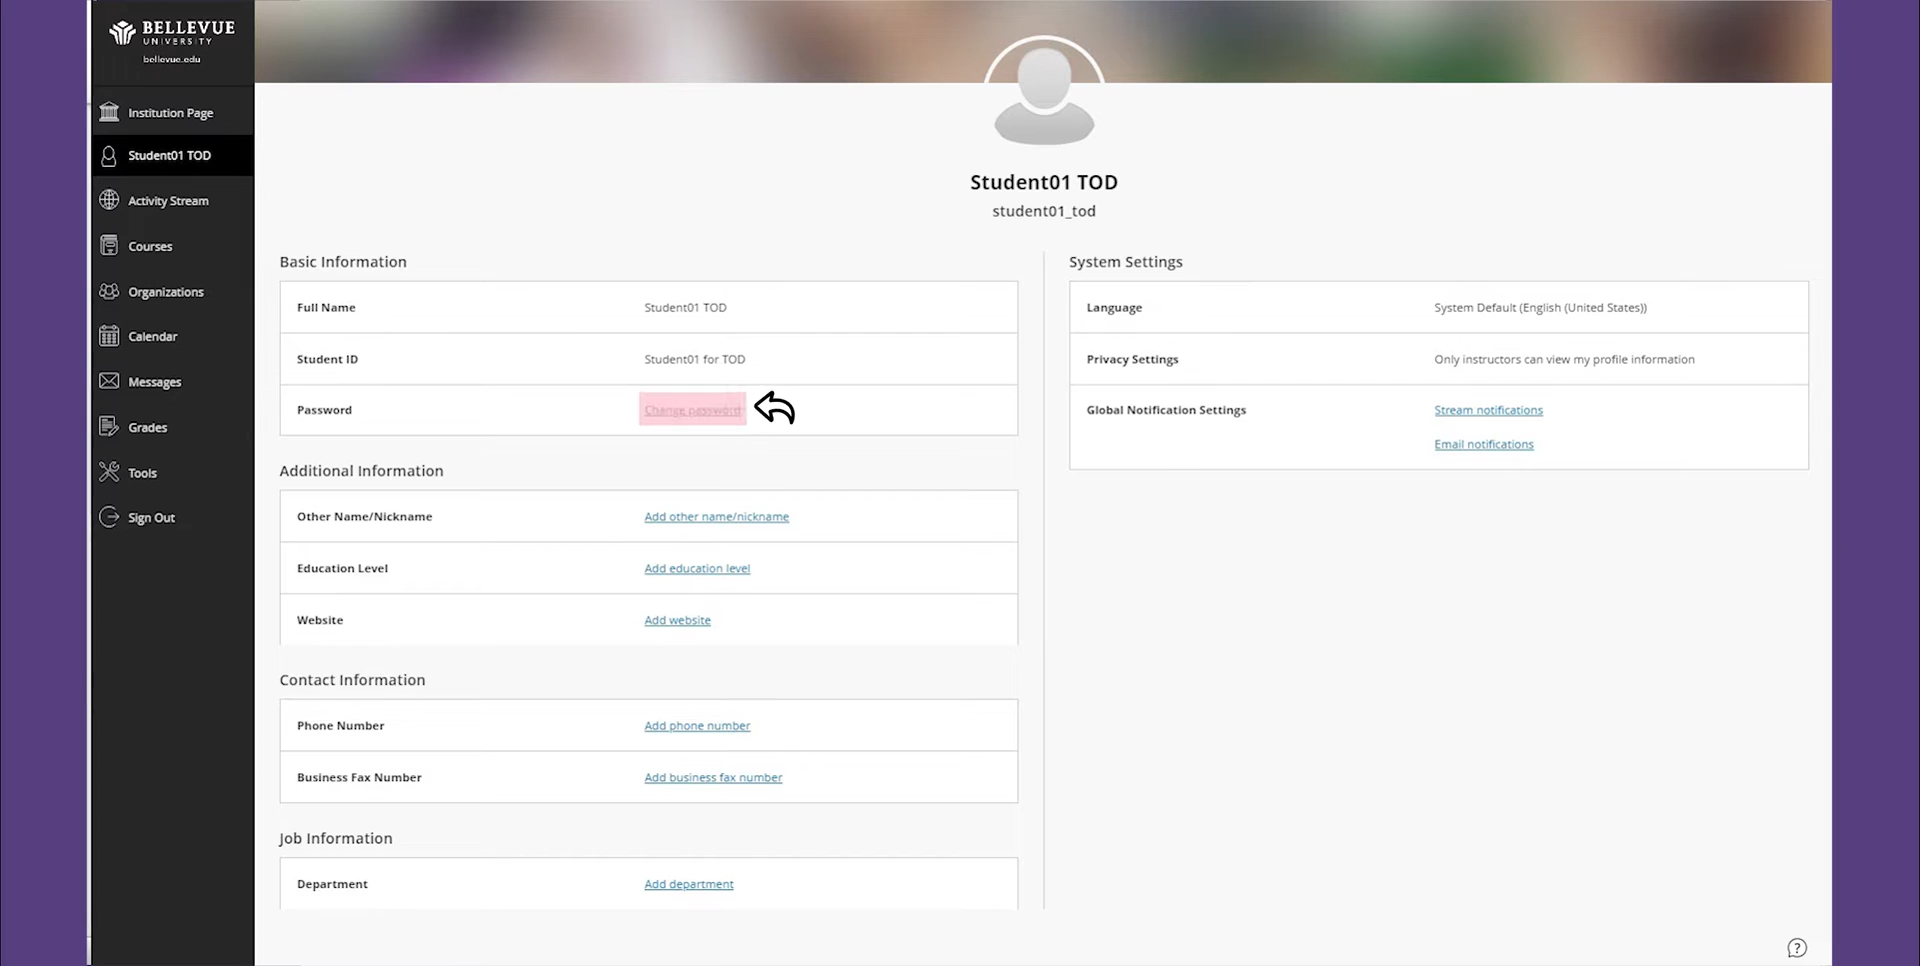 BELLEVUE
UNIVERSITY
bellevue.edu
Institution Page
Student01 TOD
Activity Stream
Courses
Organizations
Calendar
Messages
Grades
Tools
Sign Out
Student01 TOD
student01_tod
Basic Information
Full Name Student01 TOD
Student ID Student01 for TOD
Password Change password
Additional Information
Other Name/Nickname Add other name/nickname
Education Level Add education level
Website Add website
Contact Information
Phone Number Add phone number
Business Fax Number Add business fax number
Job Information
Department Add department
System Settings
Language System Default (English (United States))
Privacy Settings Only instructors can view my profile information
Global Notification Settings Stream notifications
Email notifications
?